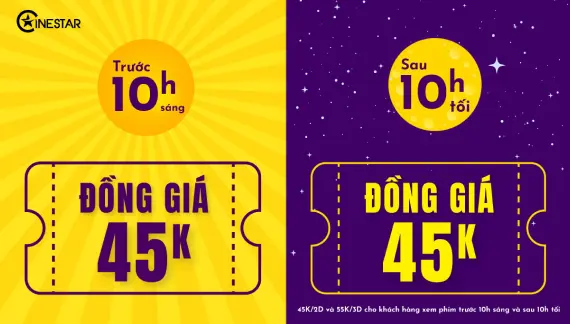 CINESTAR
Trước
10h
sáng
ĐỒNG GIÁ
45K
Sau
10h
tối
ĐỒNG GIÁ
45K
45K/2D và 55K/3D cho khách hàng xem phim trước 10h sáng và sau 10h tối